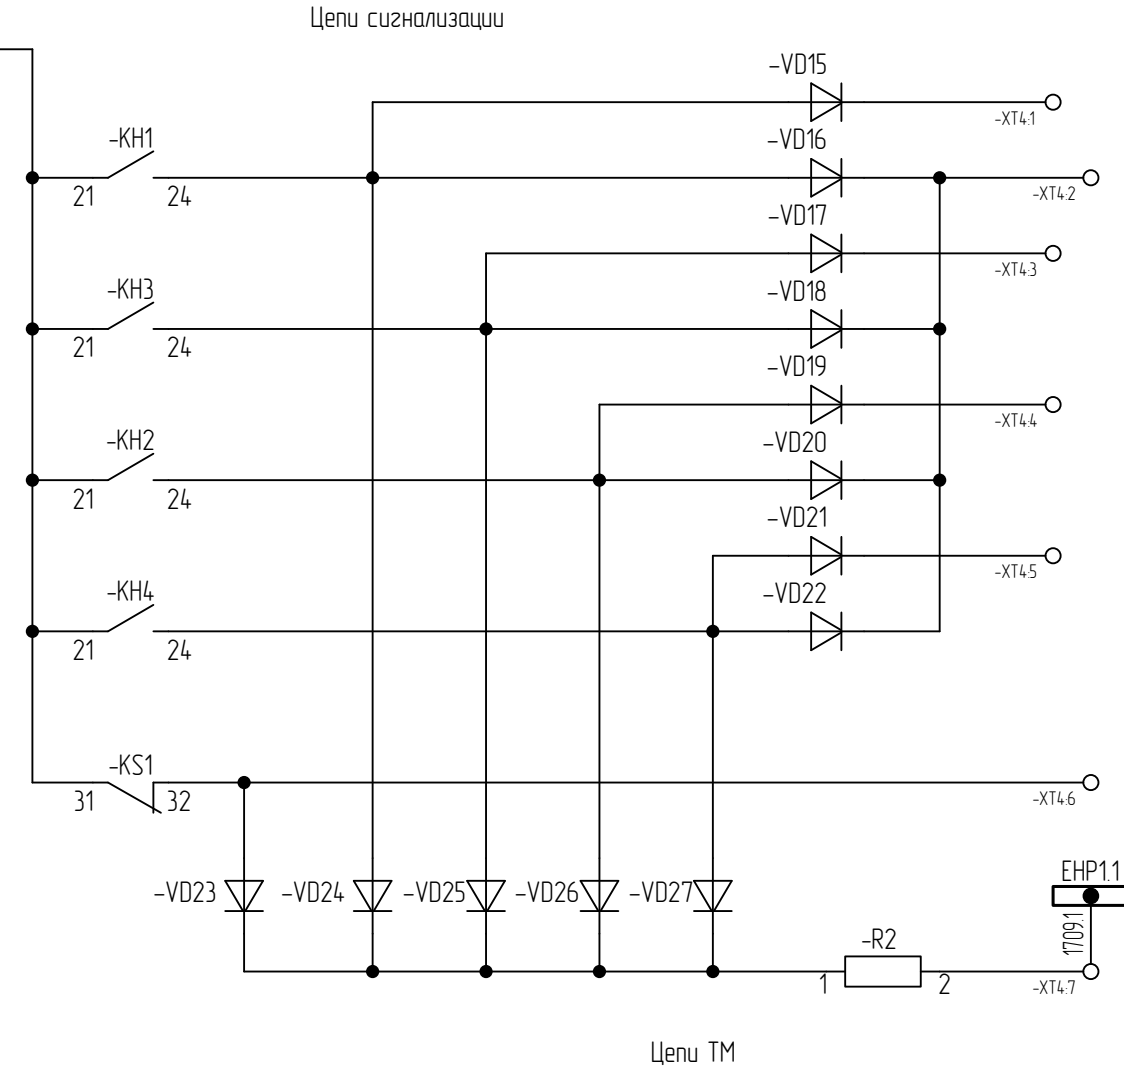 Цепи сигнализации
-VD15
-XT4:1
-KH1
-VD16
21
24
-XT4:2
-VD17
-XT4:3
-KH3
-VD18
21
24
-VD19
-XT4:4
-KH2
-VD20
21
24
-VD21
-XT4:5
-KH4
-VD22
21
24
-KS1
31
32
-XT4:6
-VD23
-VD24
-VD25
-VD26
-VD27
EHP1.1
1709.1
-R2
1
2
-XT4:7
Цепи ТМ